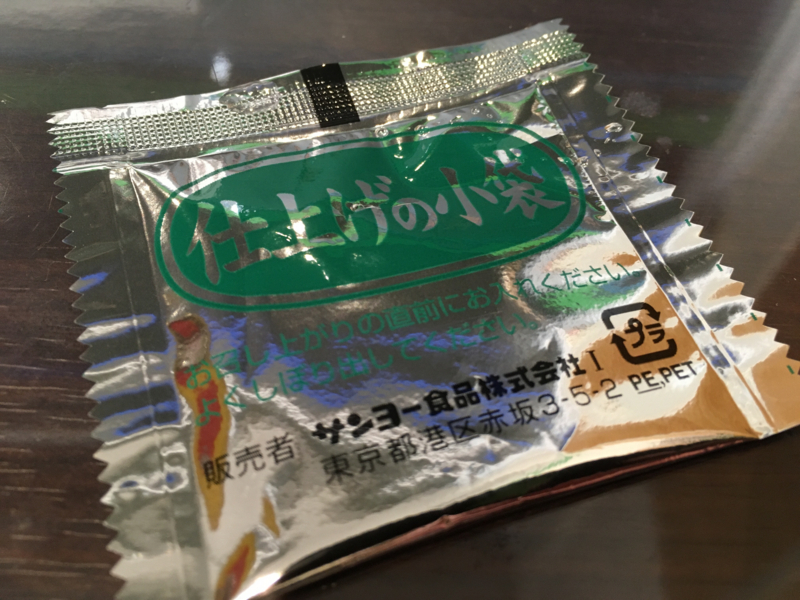 仕上げの小袋
お召し上がりの直前にお入れください。
よくしぼり出してください。
販売者 サンヨー食品株式会社 I
東京都港区赤坂3-5-2
プラ
PE,PET